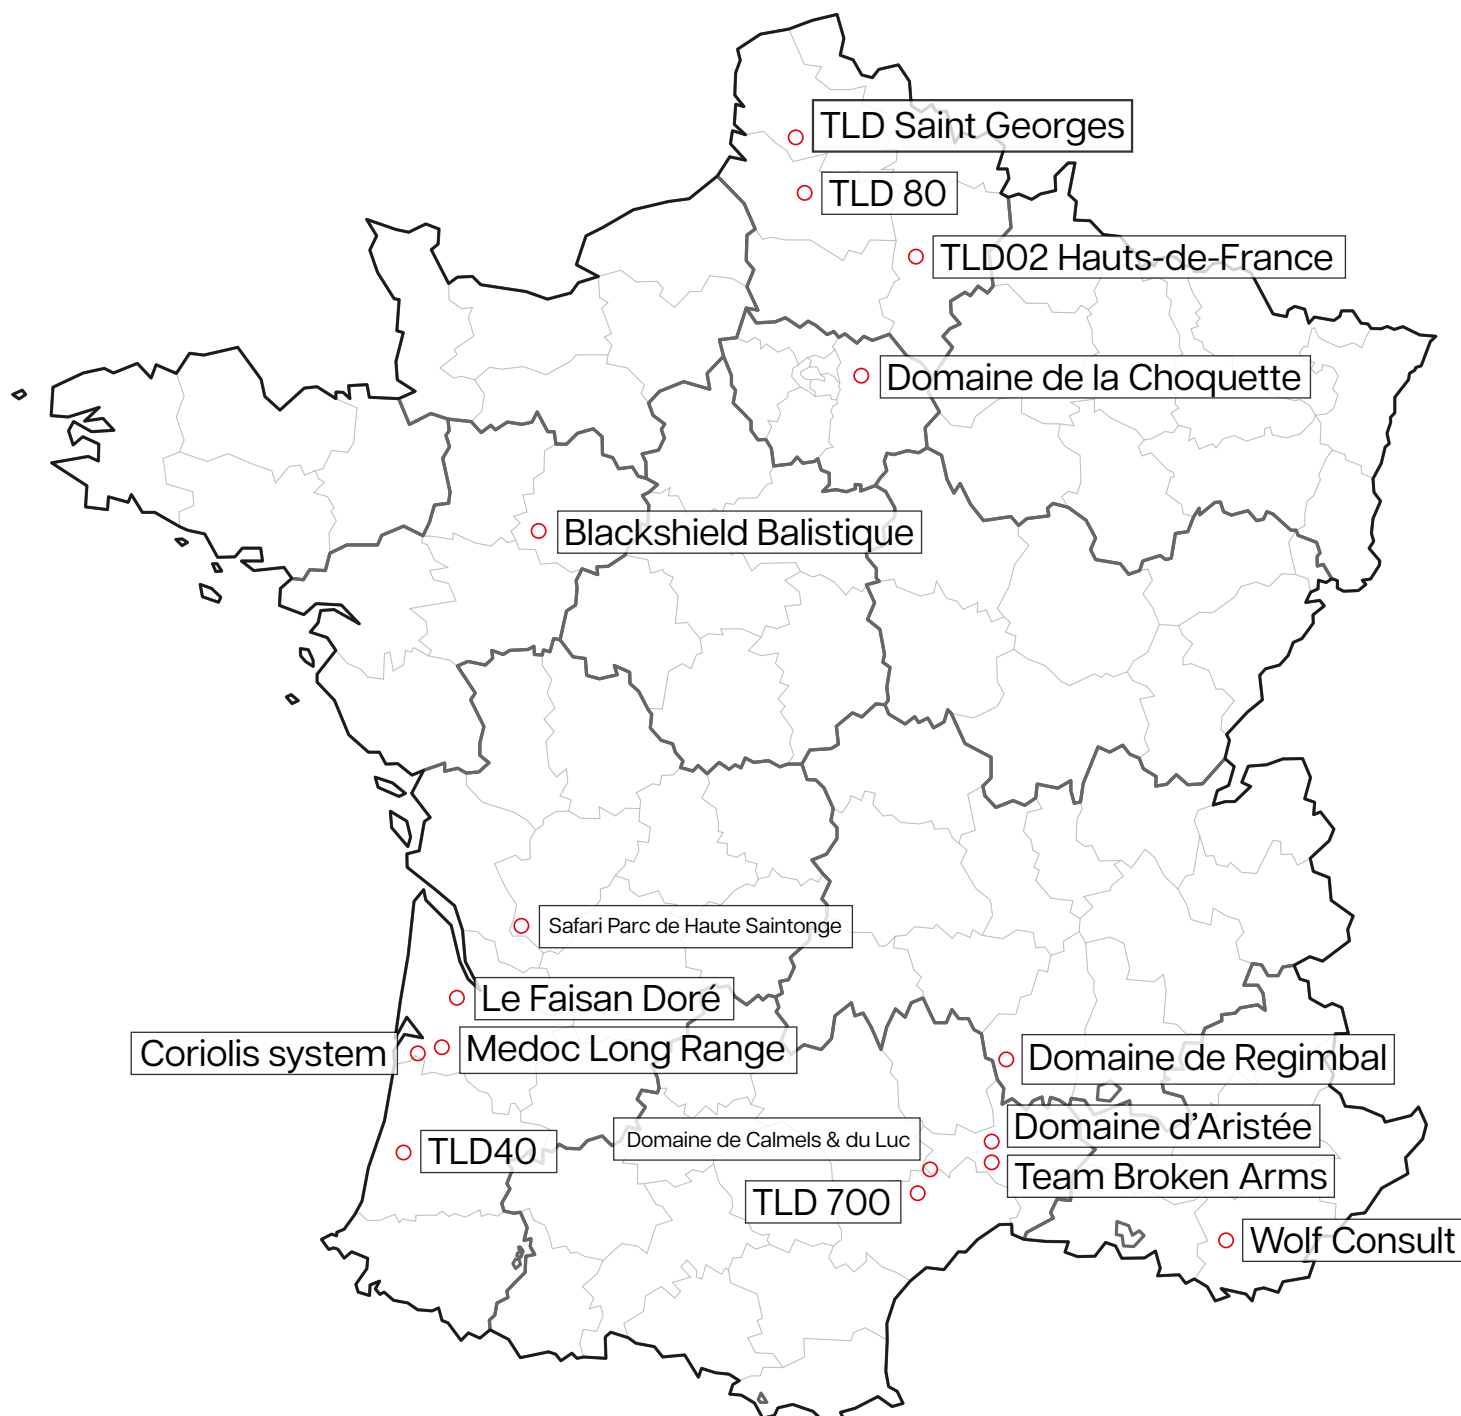 TLD Saint Georges
TLD 80
TLD02 Hauts-de-France
Domaine de la Choquette
Blackshield Balistique
Safari Parc de Haute Saintonge
Le Faisan Doré
Coriolis system
Medoc Long Range
Domaine de Regimbal
Domaine d’Aristée
Domaine de Calmels & du Luc
TLD40
Team Broken Arms
TLD 700
Wolf Consult